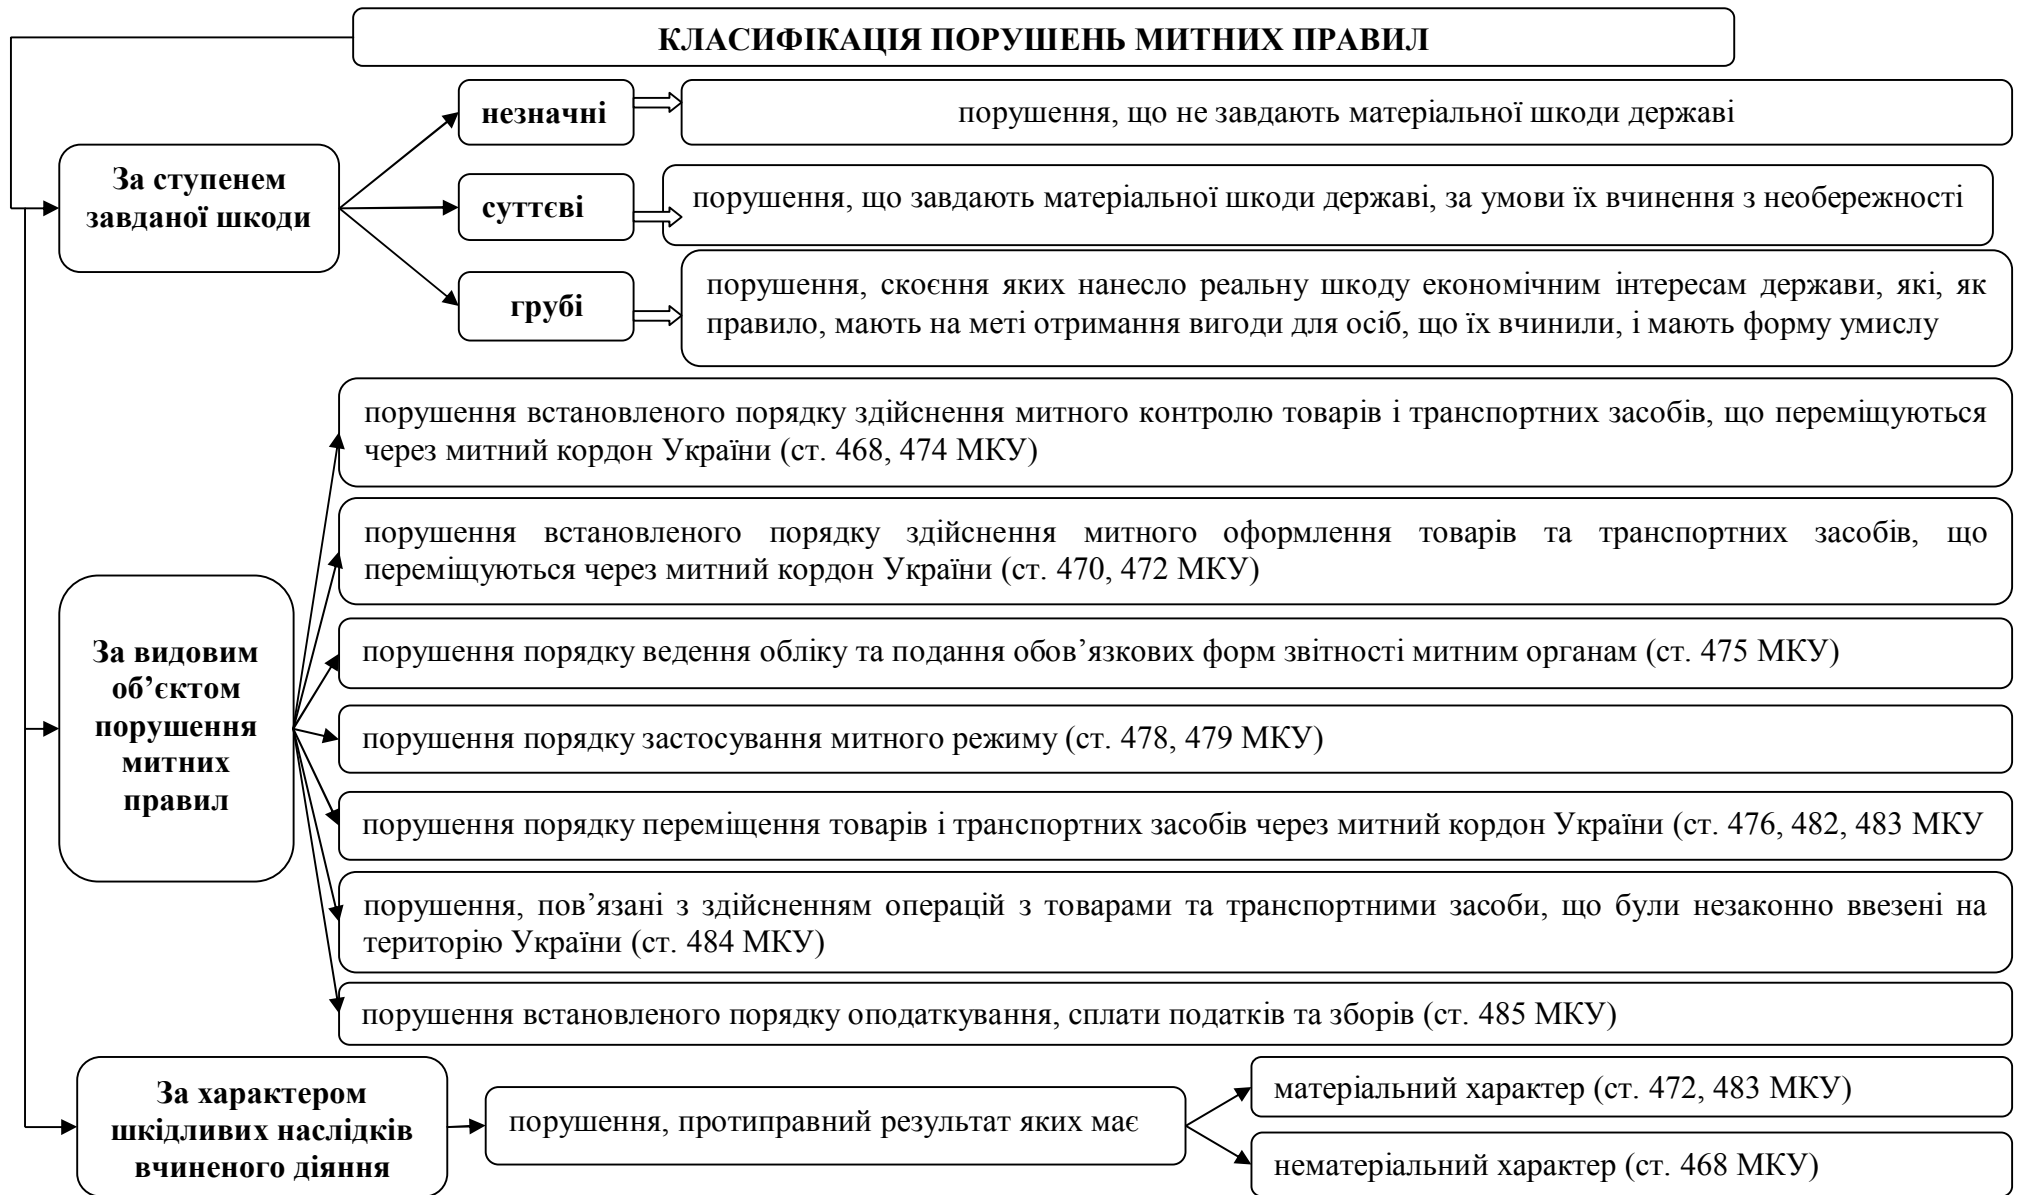 КЛАСИФІКАЦІЯ ПОРУШЕНЬ МИТНИХ ПРАВИЛ
За ступенем
завданої шкоди
незначні
порушення, що не завдають матеріальної шкоди державі
суттєві
порушення, що завдають матеріальної шкоди державі, за умови їх вчинення з необережності
грубі
порушення, скоєння яких нанесло реальну шкоду економічним інтересам держави, які, як
правило, мають на меті отримання вигоди для осіб, що їх вчинили, і мають форму умислу
За видовим
об’єктом
порушення
митних
правил
порушення встановленого порядку здійснення митного контролю товарів і транспортних засобів, що переміщуються
через митний кордон України (ст. 468, 474 МКУ)
порушення встановленого порядку здійснення митного оформлення товарів та транспортних засобів, що
переміщуються через митний кордон України (ст. 470, 472 МКУ)
порушення порядку ведення обліку та подання обов’язкових форм звітності митним органам (ст. 475 МКУ)
порушення порядку застосування митного режиму (ст. 478, 479 МКУ)
порушення порядку переміщення товарів і транспортних засобів через митний кордон України (ст. 476, 482, 483 МКУ
порушення, пов’язані з здійсненням операцій з товарами та транспортними засоби, що були незаконно ввезені на
територію України (ст. 484 МКУ)
порушення встановленого порядку оподаткування, сплати податків та зборів (ст. 485 МКУ)
За характером
шкідливих наслідків
вчиненого діяння
порушення, протиправний результат яких має
матеріальний характер (ст. 472, 483 МКУ)
нематеріальний характер (ст. 468 МКУ)